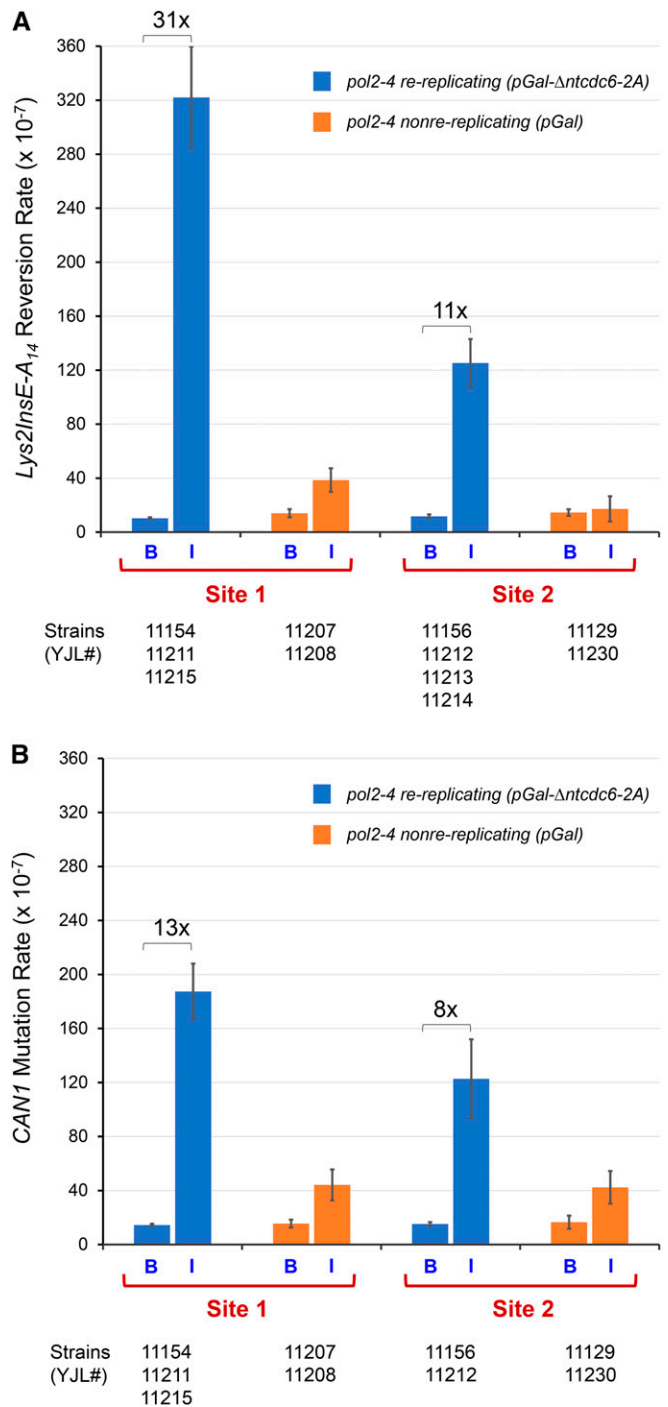 A
31x
360
320
280
240
200
160
120
80
40
0
Lys2InsE-A14 Reversion Rate (x 10-7)
pol2-4 re-replicating (pGal-Δntcdc6-2A)
pol2-4 nonre-replicating (pGal)
11x
B I B I B I B I
Site 1 Site 2
Strains 11154 11207 11156 11129
(YJL#) 11211 11208 11212 11230
11215 11213
11214
B
360
320
280
240
200
160
120
80
40
0
CAN1 Mutation Rate (x 10-7)
pol2-4 re-replicating (pGal-Δntcdc6-2A)
pol2-4 nonre-replicating (pGal)
13x
8x
B I B I B I B I
Site 1 Site 2
Strains 11154 11207 11156 11129
(YJL#) 11211 11208 11212 11230
11215